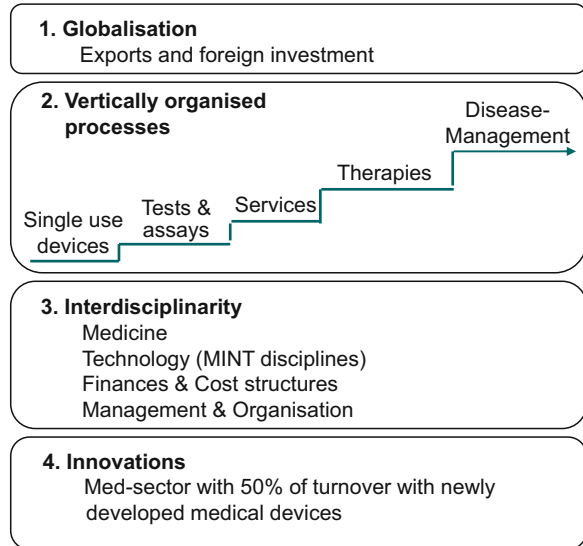 1. Globalisation
Exports and foreign investment
2. Vertically organised
processes
Disease-
Management
Therapies
Services
Tests &
assays
Single use
devices
3. Interdisciplinarity
Medicine
Technology (MINT disciplines)
Finances & Cost structures
Management & Organisation
4. Innovations
Med-sector with 50% of turnover with newly
developed medical devices